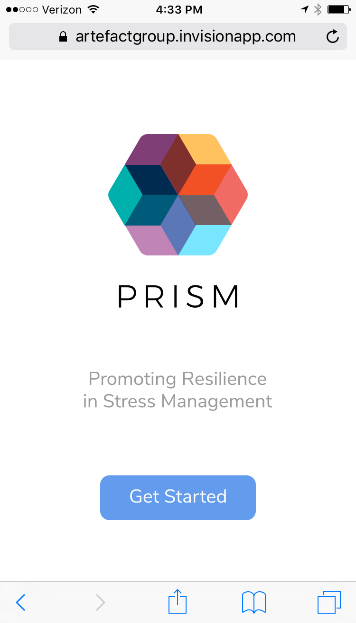 Verizon 4:33 PM
artefactgroup.invisionapp.com
PRISM
Promoting Resilience
in Stress Management
Get Started